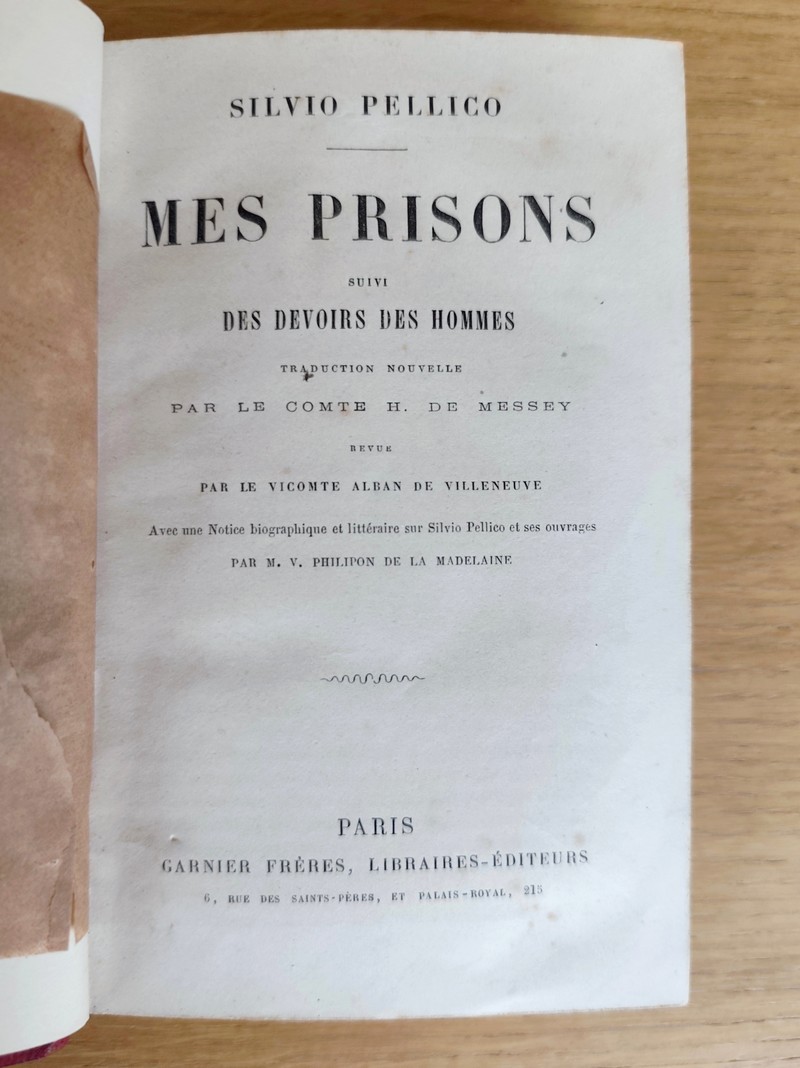 SILVIO PELLICO
MES PRISONS
SUIVI
DES DEVOIRS DES HOMMES
TRADUCTION NOUVELLE
PAR LE COMTE H. DE MESSEY
REVUE
PAR LE VICOMTE ALBAN DE VILLENEUVE
Avec une Notice biographique et littéraire sur Silvio Pellico et ses ouvrages
PAR M. V. PHILIPON DE LA MADELAINE
PARIS
GARNIER FRÈRES, LIBRAIRES-ÉDITEURS
6, RUE DES SAINTS-PÈRES, ET PALAIS-ROYAL, 215